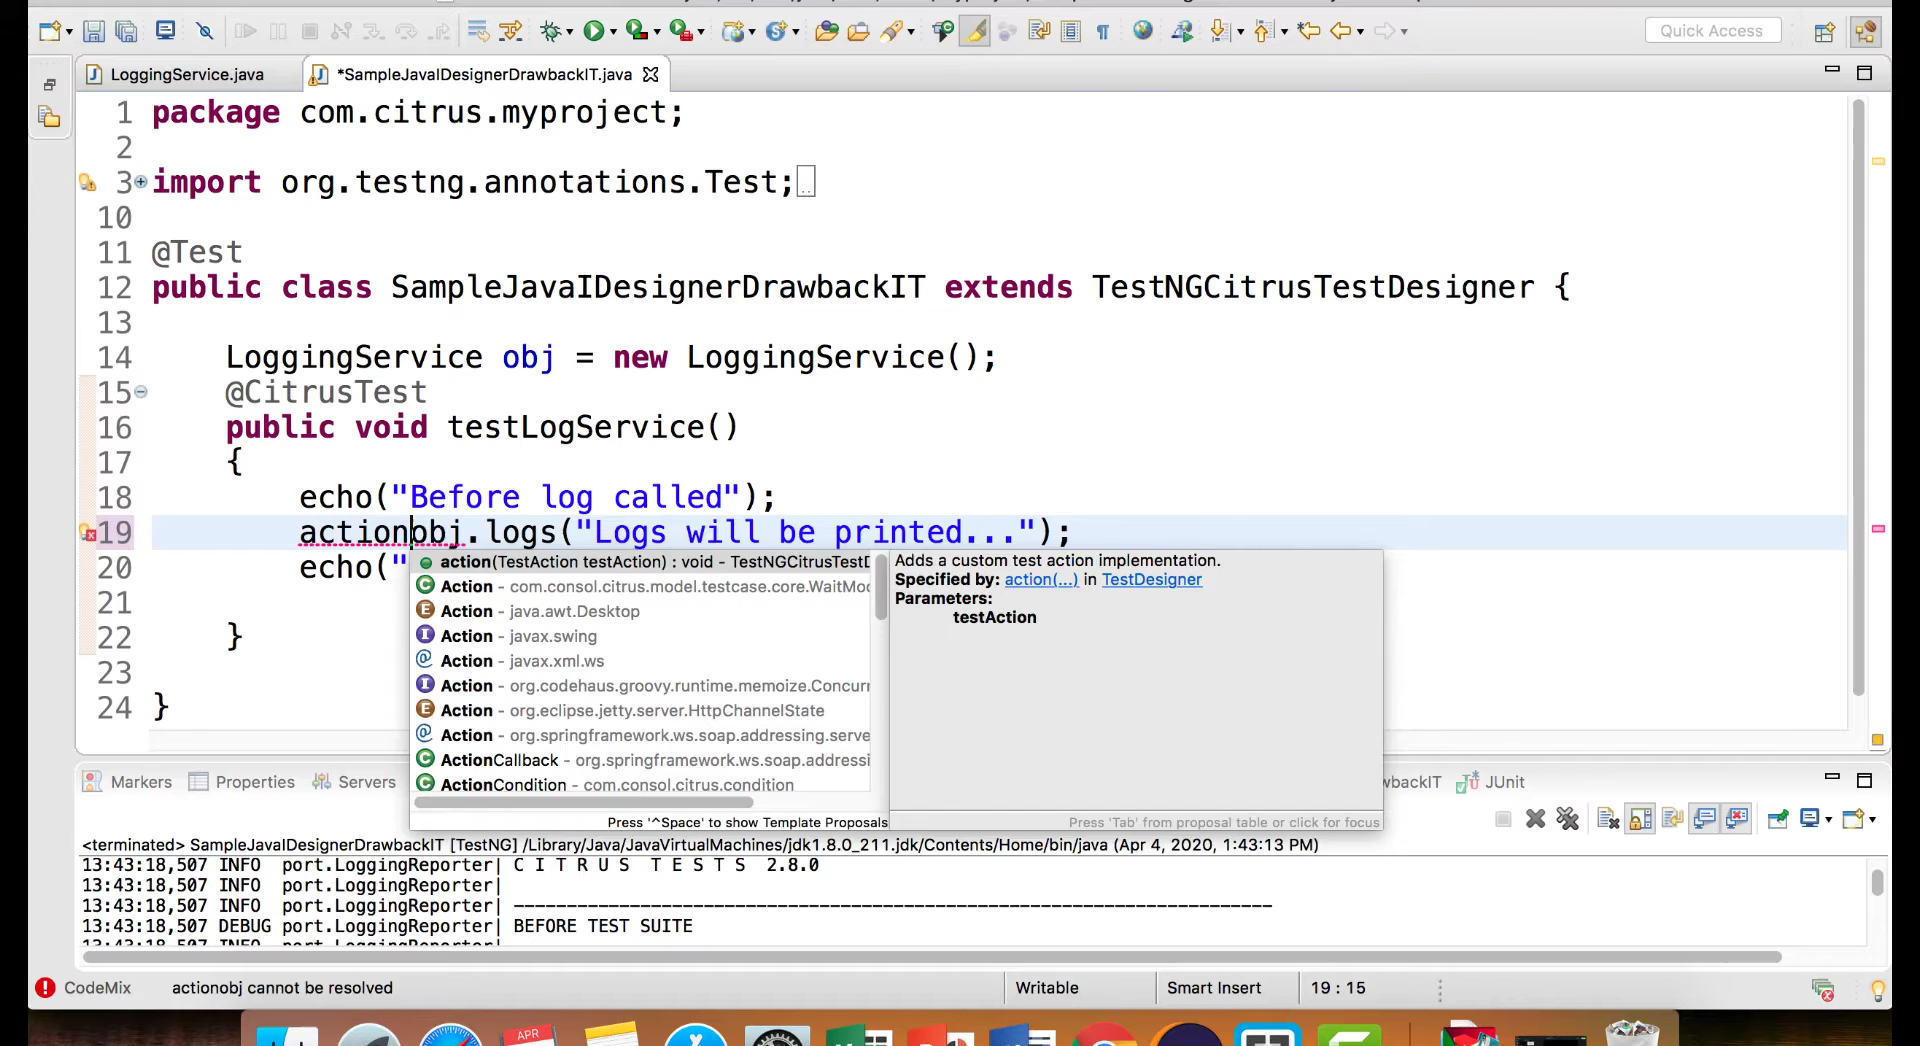 Quick Access
LoggingService.java
*SampleJavaIDesignerDrawbackIT.java
1 package com.citrus.myproject;
2
3 import org.testng.annotations.Test;
10
11 @Test
12 public class SampleJavaIDesignerDrawbackIT extends TestNGCitrusTestDesigner {
13
14 LoggingService obj = new LoggingService();
15 @CitrusTest
16 public void testLogService()
17 {
18 echo("Before log called");
19 actionobj.logs("Logs will be printed...");
20 echo("
21
22 }
23
24 }
action(TestAction testAction) : void - TestNGCitrusTestD
Action - com.consol.citrus.model.testcase.core.WaitMod
Action - java.awt.Desktop
Action - javax.swing
Action - javax.xml.ws
Action - org.codehaus.groovy.runtime.memoize.Concurr
Action - org.eclipse.jetty.server.HttpChannelState
Action - org.springframework.ws.soap.addressing.serve
ActionCallback - org.springframework.ws.soap.addressi
ActionCondition - com.consol.citrus.condition
Press '^Space' to show Template Proposals
Adds a custom test action implementation.
Specified by: action(...) in TestDesigner
Parameters:
testAction
Press 'Tab' from proposal table or click for focus
Markers Properties Servers
wbackIT JUnit
<terminated> SampleJavaIDesignerDrawbackIT [TestNG] /Library/Java/JavaVirtualMachines/jdk1.8.0_211.jdk/Contents/Home/bin/java (Apr 4, 2020, 1:43:13 PM)
13:43:18,507 INFO port.LoggingReporter| C I T R U S T E S T S 2.8.0
13:43:18,507 INFO port.LoggingReporter|
13:43:18,507 INFO port.LoggingReporter| ------------------------------------------------------------------------
13:43:18,507 DEBUG port.LoggingReporter| BEFORE TEST SUITE
13:43:18,507 INFO port.LoggingReporter|
CodeMix actionobj cannot be resolved Writable Smart Insert 19 : 15
APR